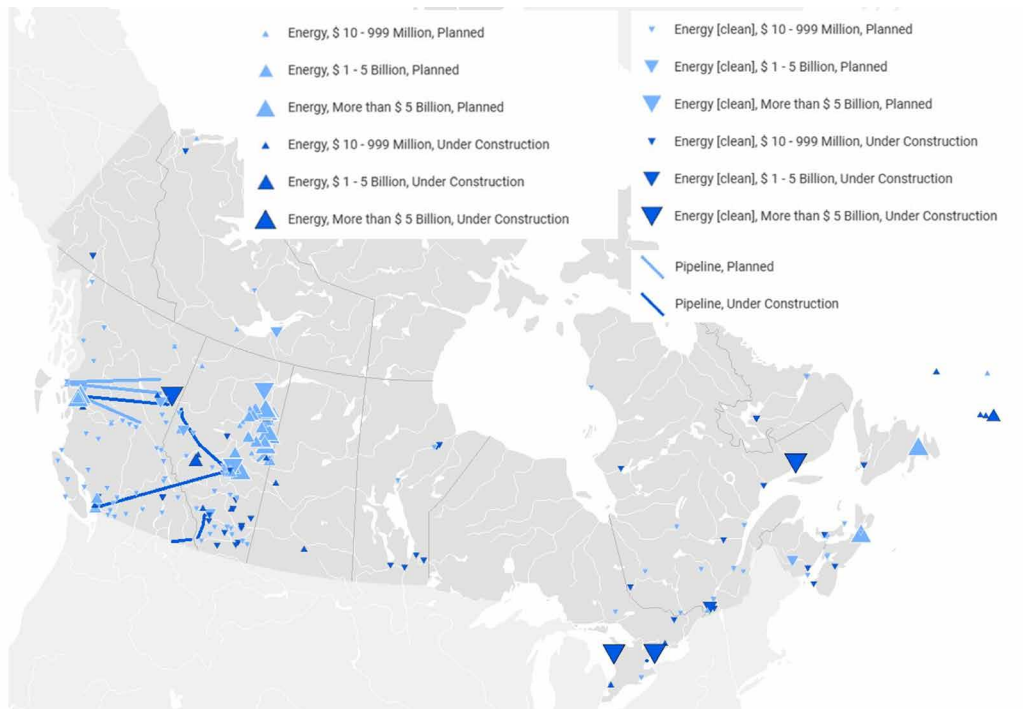 Energy, $ 10 - 999 Million, Planned
Energy, $ 1 - 5 Billion, Planned
Energy, More than $ 5 Billion, Planned
Energy, $ 10 - 999 Million, Under Construction
Energy, $ 1 - 5 Billion, Under Construction
Energy, More than $ 5 Billion, Under Construction
Energy [clean], $ 10 - 999 Million, Planned
Energy [clean], $ 1 - 5 Billion, Planned
Energy [clean], More than $ 5 Billion, Planned
Energy [clean], $ 10 - 999 Million, Under Construction
Energy [clean], $ 1 - 5 Billion, Under Construction
Energy [clean], More than $ 5 Billion, Under Construction
Pipeline, Planned
Pipeline, Under Construction